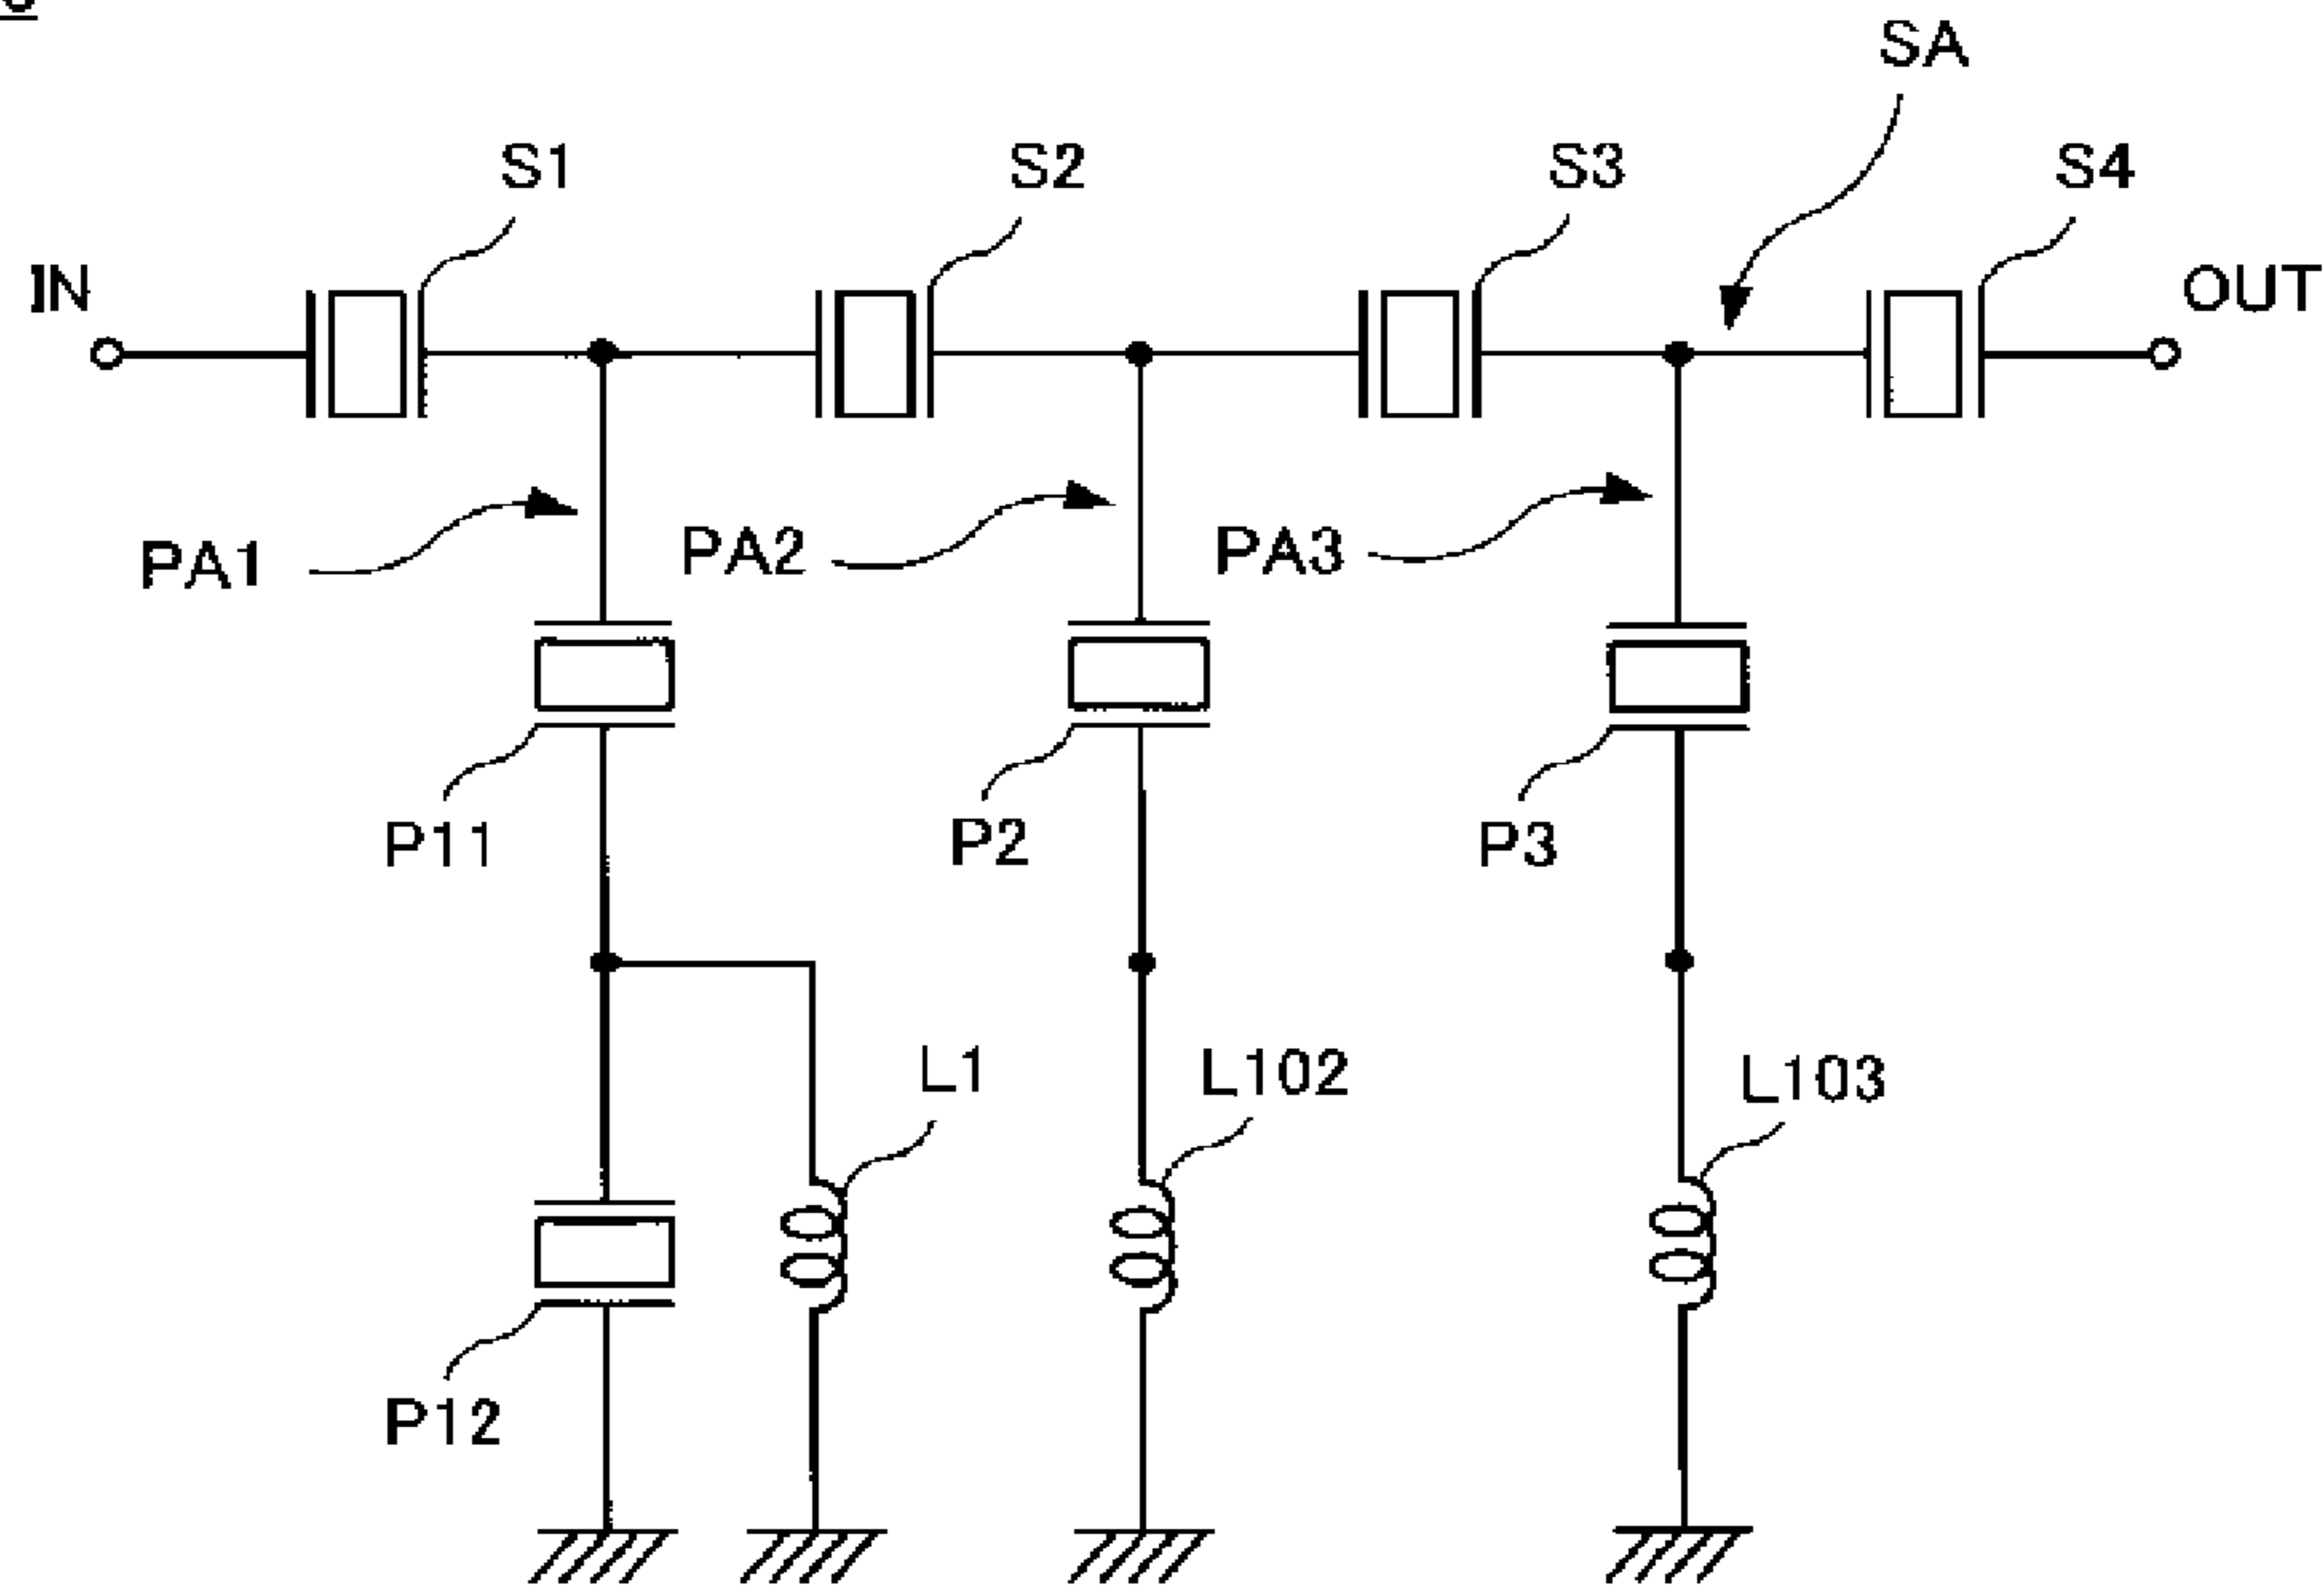 SA
S1 S2 S3 S4
IN OUT
PA1 PA2 PA3
P11 P2 P3
L1 L102 L103
P12